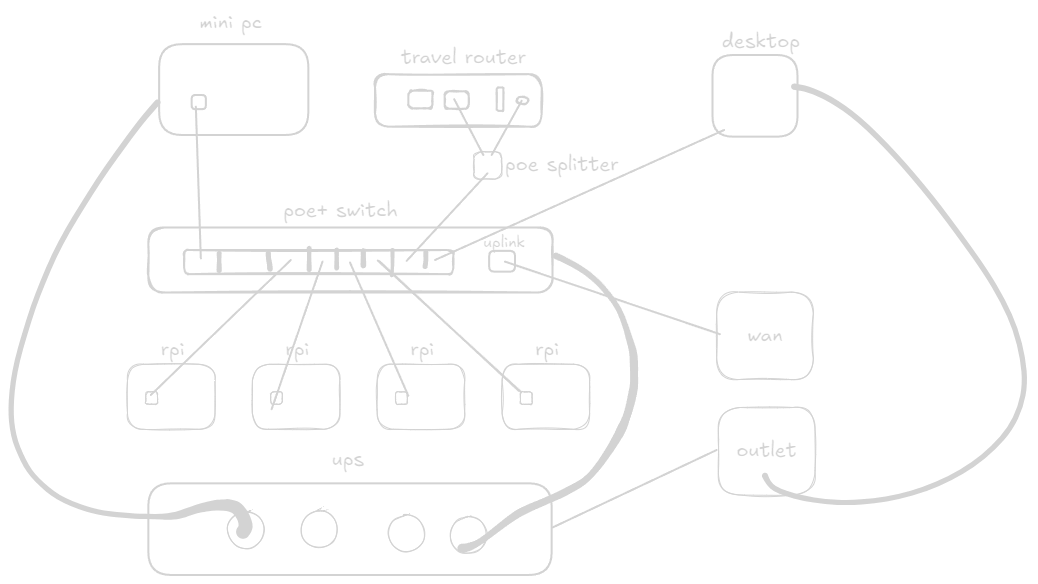 mini pc
travel router
desktop
poe splitter
poe+ switch
uplink
wan
rpi
rpi
rpi
rpi
outlet
ups